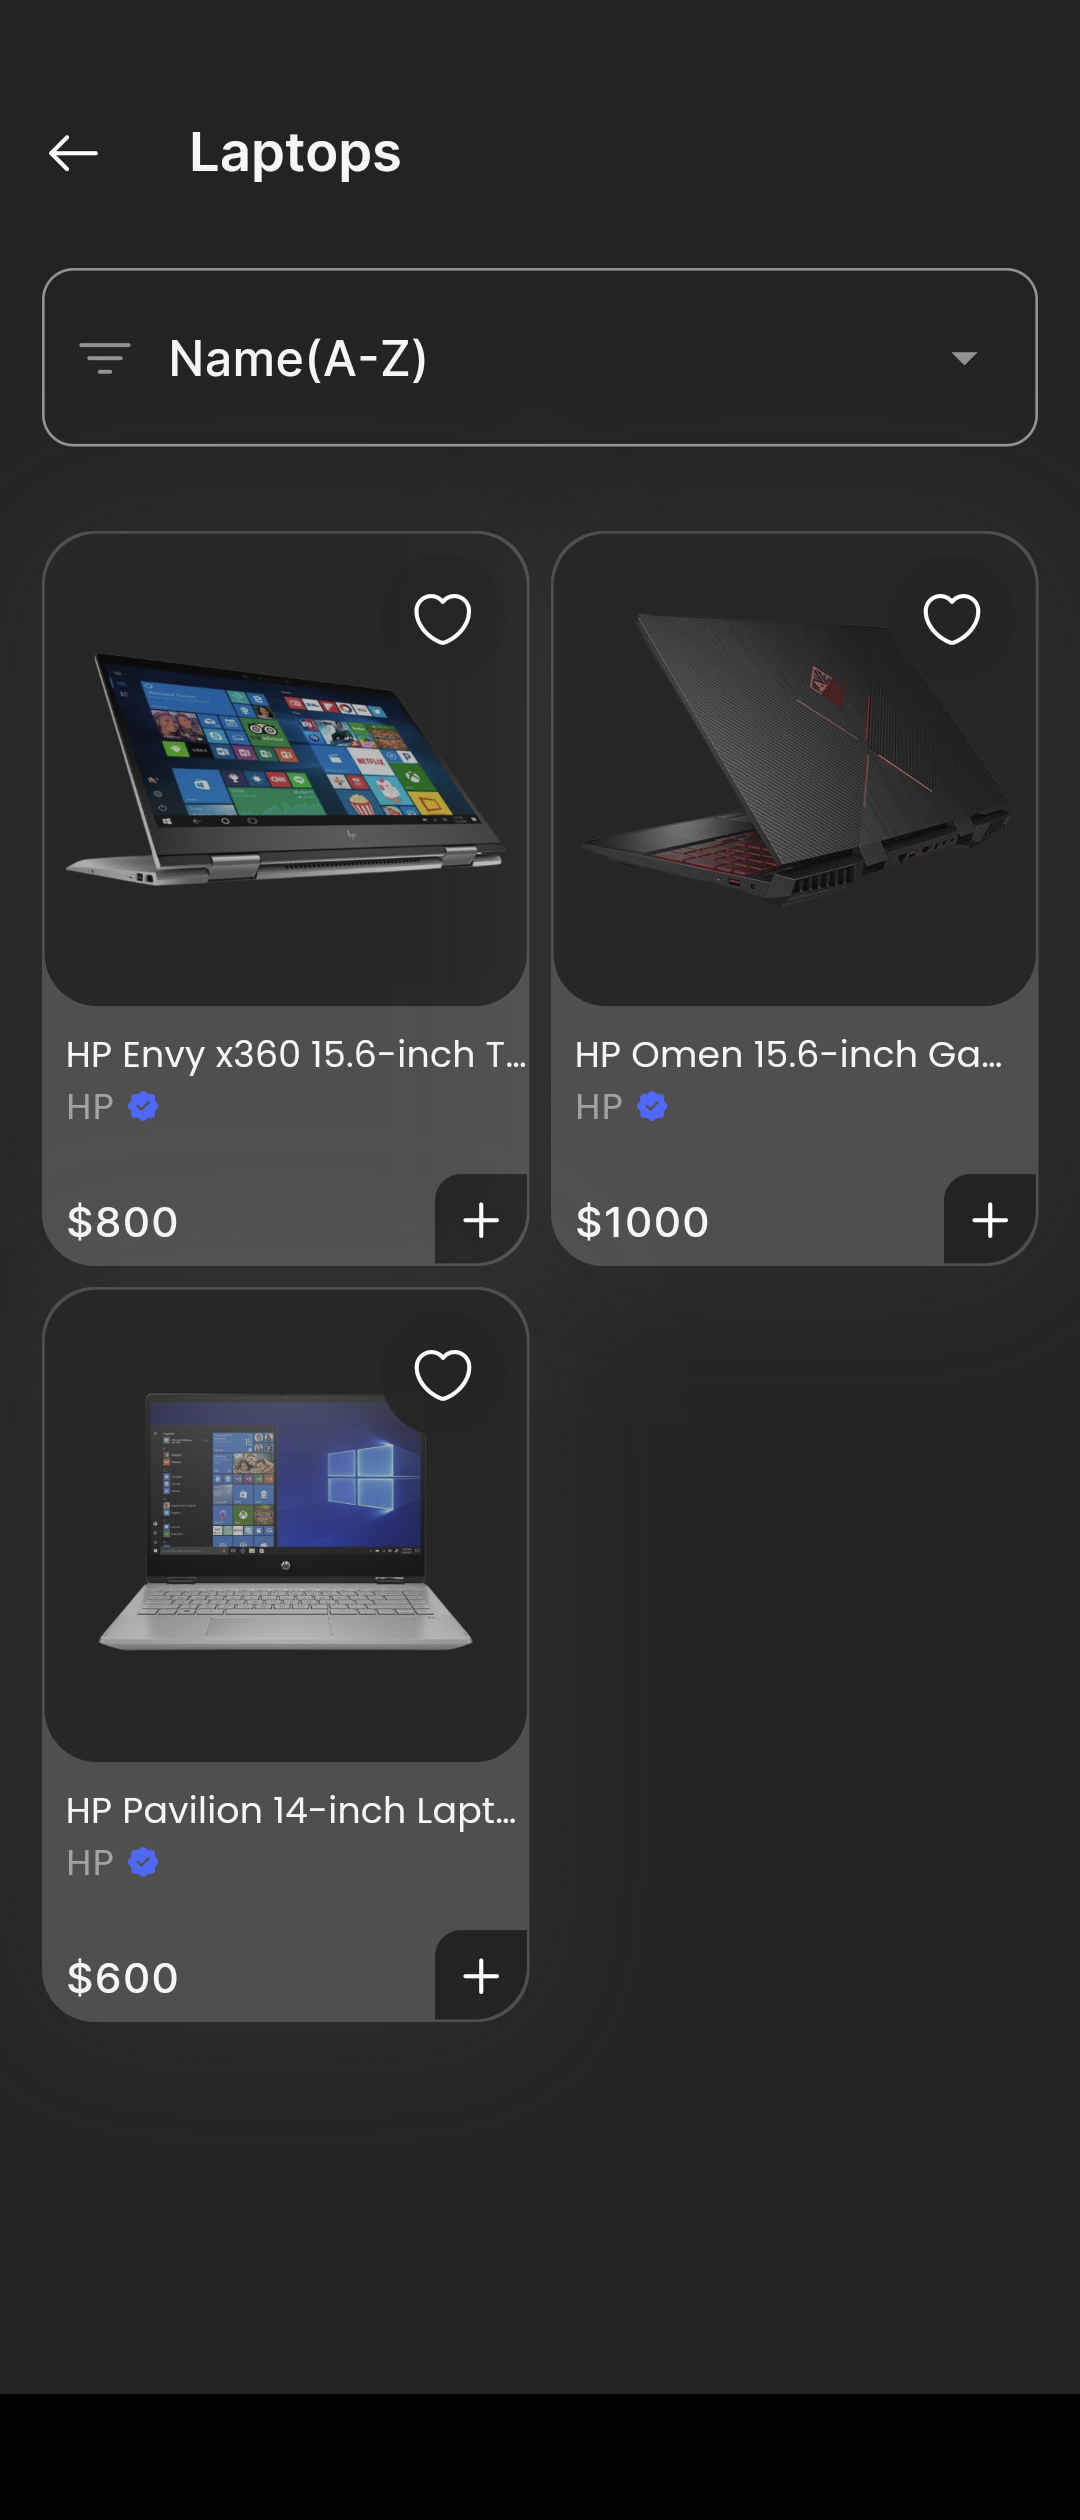 Laptops
Name(A-Z)
HP Envy x360 15.6-inch T...
HP
$800
HP Omen 15.6-inch Ga...
HP
$1000
HP Pavilion 14-inch Lapt...
HP
$600